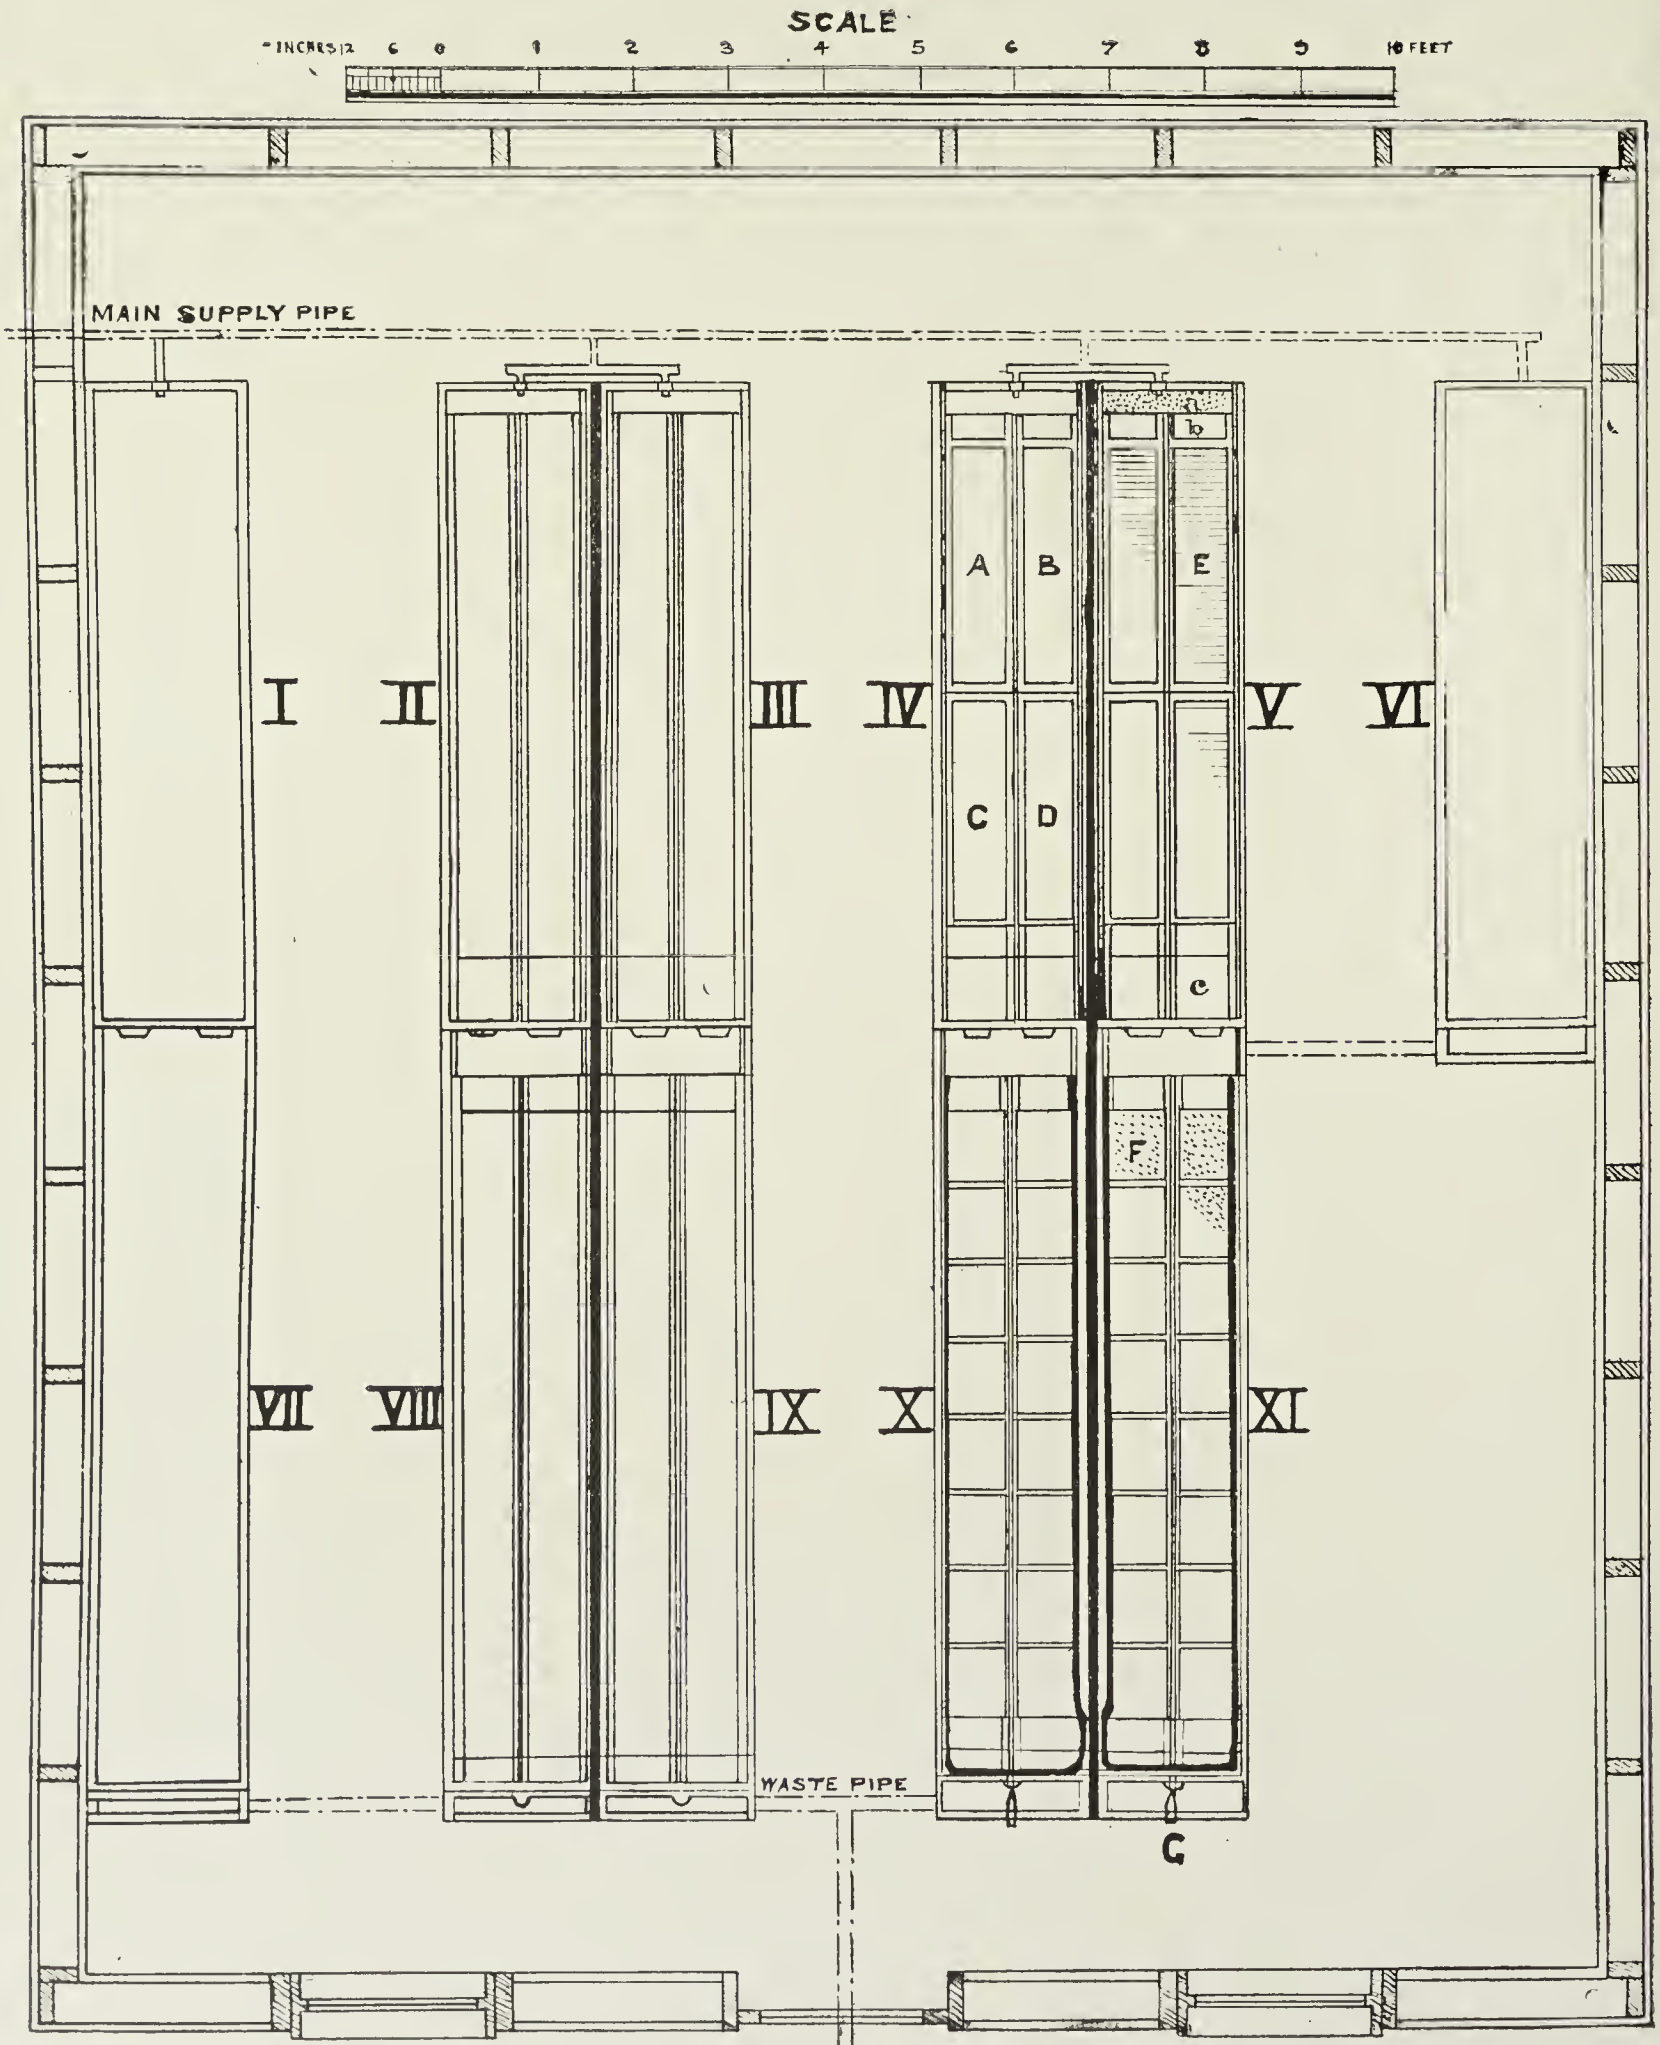 SCALE
INCHES 12 6 0 1 2 3 4 5 6 7 8 9 10 FEET
MAIN SUPPLY PIPE
a
b
A B E
I II III IV V VI
C D
c
F
VII VIII IX X XI
WASTE PIPE
G